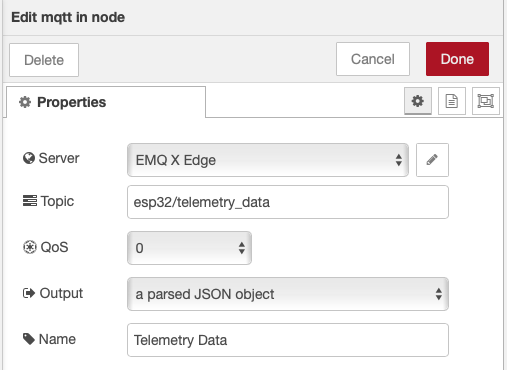 Edit mqtt in node
Delete Cancel Done
Properties
Server EMQ X Edge
Topic esp32/telemetry_data
QoS 0
Output a parsed JSON object
Name Telemetry Data